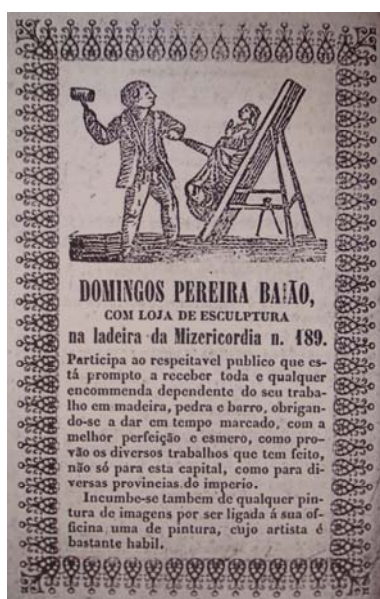 DOMINGOS PEREIRA BAIÃO,
COM LOJA DE ESCULPTURA
na ladeira da Mizericordia n. 189.
Participa ao respeitavel publico que es-
tá prompto a receber toda e qualquer
encommenda dependente do seu traba-
lho em madeira, pedra e barro, obrigan-
do-se a dar em tempo marcado, com a
melhor perfeição e esmero, como pro-
vão os diversos trabalhos que tem feito,
não só para esta capital, como para di-
versas provincias do imperio.
Incumbe-se tambem de qualquer pin-
tura de imagens por ser ligada á sua of-
ficina uma de pintura, cujo artista é
bastante habil.